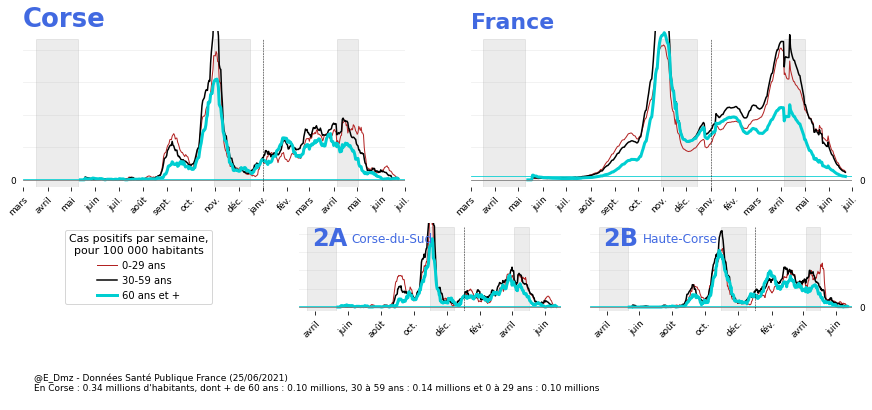 Corse
France
0
mars avril mai juin juil. août sept. oct. nov. déc. janv. fév. mars avril mai juin juil.
0
mars avril mai juin juil. août sept. oct. nov. déc. janv. fév. mars avril mai juin juil.
Cas positifs par semaine,
pour 100 000 habitants
0-29 ans
30-59 ans
60 ans et +
2A Corse-du-Sud
avril juin août oct. déc. fév. avril juin
2B Haute-Corse
0
avril juin août oct. déc. fév. avril juin
@E_Dmz - Données Santé Publique France (25/06/2021)
En Corse : 0.34 millions d'habitants, dont + de 60 ans : 0.10 millions, 30 à 59 ans : 0.14 millions et 0 à 29 ans : 0.10 millions